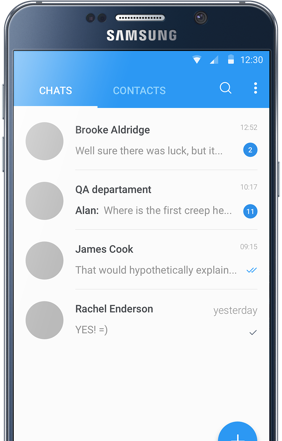 SAMSUNG
12:30
CHATS CONTACTS
Brooke Aldridge 12:52
Well sure there was luck, but it... 2
QA departament 10:17
Alan: Where is the first creep he... 11
James Cook 09:15
That would hypothetically explain...
Rachel Enderson yesterday
YES! =)